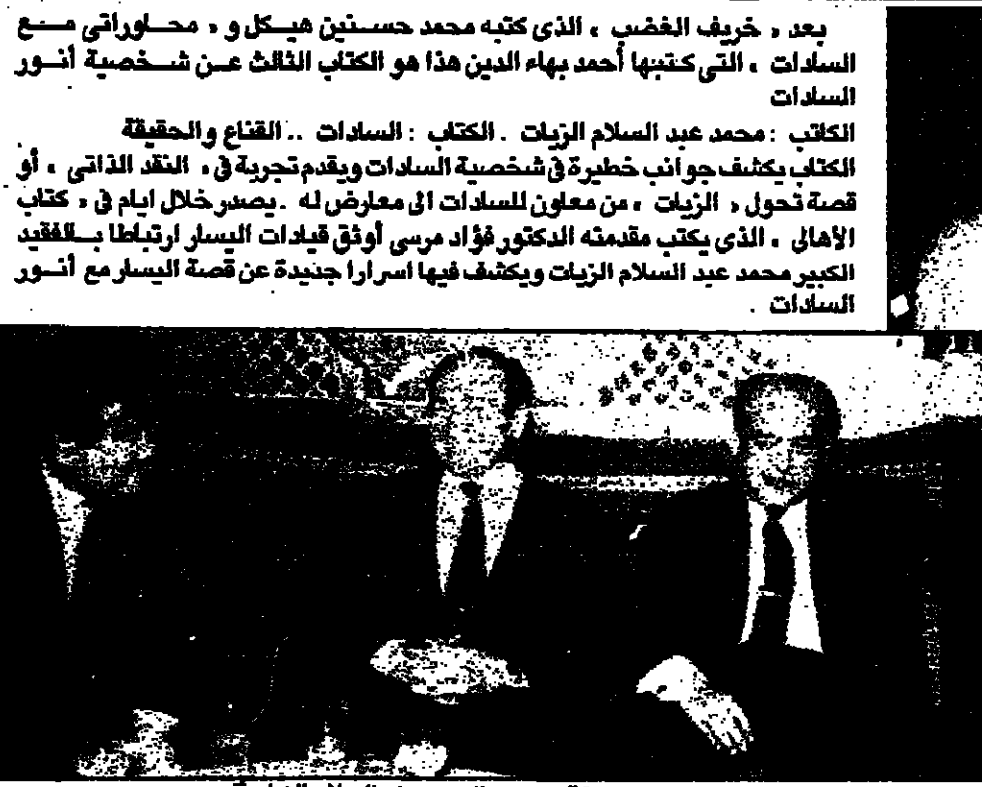 بعد « خريف الغضب » الذى كتبه محمد حسنين هيكل و « محاوراتى مع
السادات » التى كتبها أحمد بهاء الدين هذا هو الكتاب الثالث عن شخصية أنور
السادات
الكاتب : محمد عبد السلام الزيات . الكتاب : السادات .. القناع والحقيقة
الكتاب يكشف جوانب خطيرة فى شخصية السادات ويقدم تجربة فى « النقد الذاتى » أو
قصة تحول « الزيات » من معاون للسادات الى معارض له . يصدر خلال ايام فى « كتاب
الأهالى » الذى يكتب مقدمته الدكتور فؤاد مرسى أوثق قيادات اليسار ارتباطا بالفقيد
الكبير محمد عبد السلام الزيات ويكشف فيها اسرارا جديدة عن قصة اليسار مع أنور
السادات .